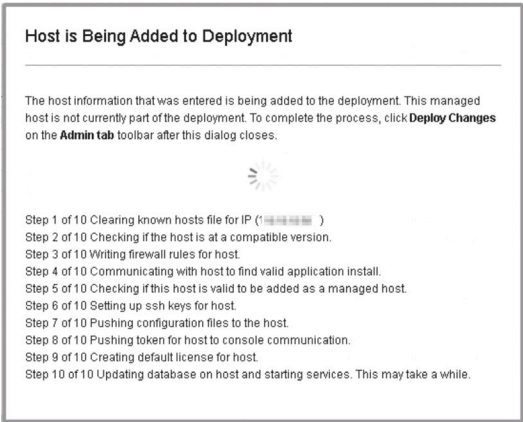 Host is Being Added to Deployment
The host information that was entered is being added to the deployment. This managed
host is not currently part of the deployment. To complete the process, click Deploy Changes
on the Admin tab toolbar after this dialog closes.
Step 1 of 10 Clearing known hosts file for IP ( )
Step 2 of 10 Checking if the host is at a compatible version.
Step 3 of 10 Writing firewall rules for host.
Step 4 of 10 Communicating with host to find valid application install.
Step 5 of 10 Checking if this host is valid to be added as a managed host.
Step 6 of 10 Setting up ssh keys for host.
Step 7 of 10 Pushing configuration files to the host.
Step 8 of 10 Pushing token for host to console communication.
Step 9 of 10 Creating default license for host.
Step 10 of 10 Updating database on host and starting services. This may take a while.